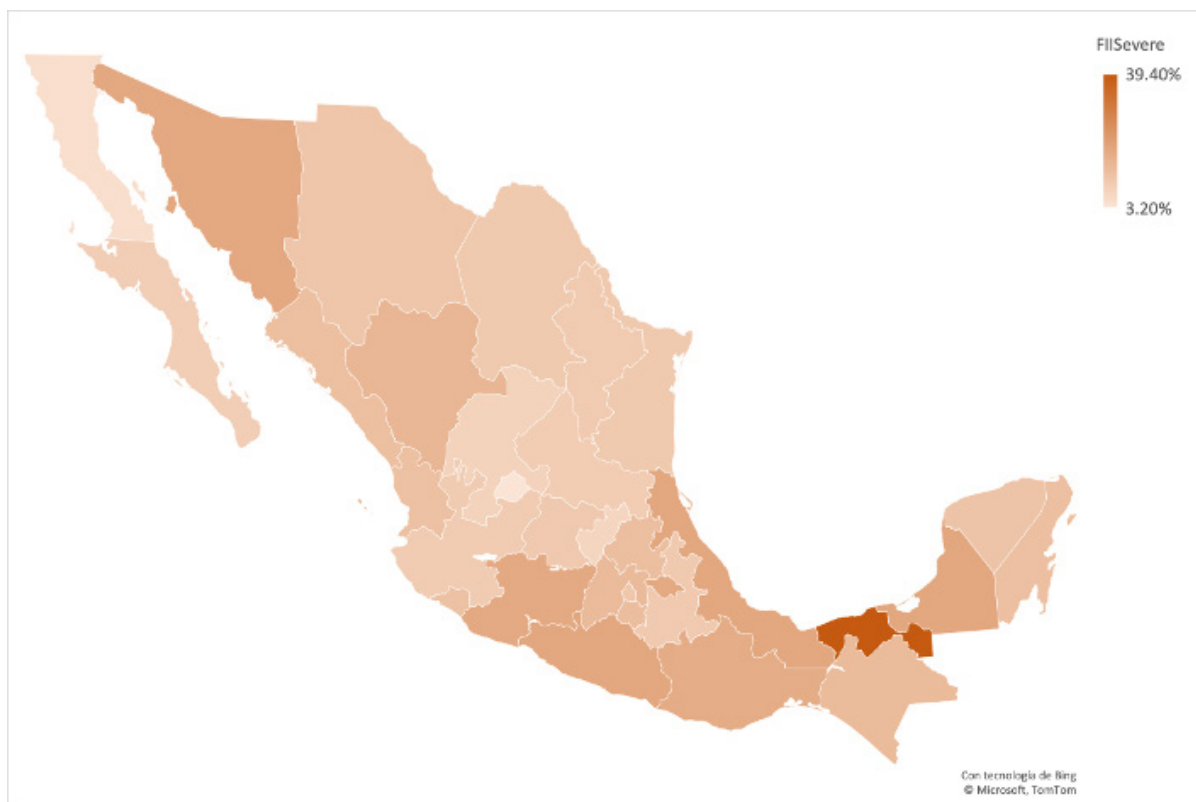 FIISevere
39.40%
3.20%
Con tecnología de Bing
© Microsoft, TomTom